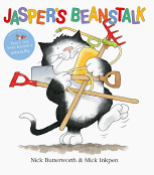 JASPER'S BEANSTALK
Nick Butterworth & Mick Inkpen